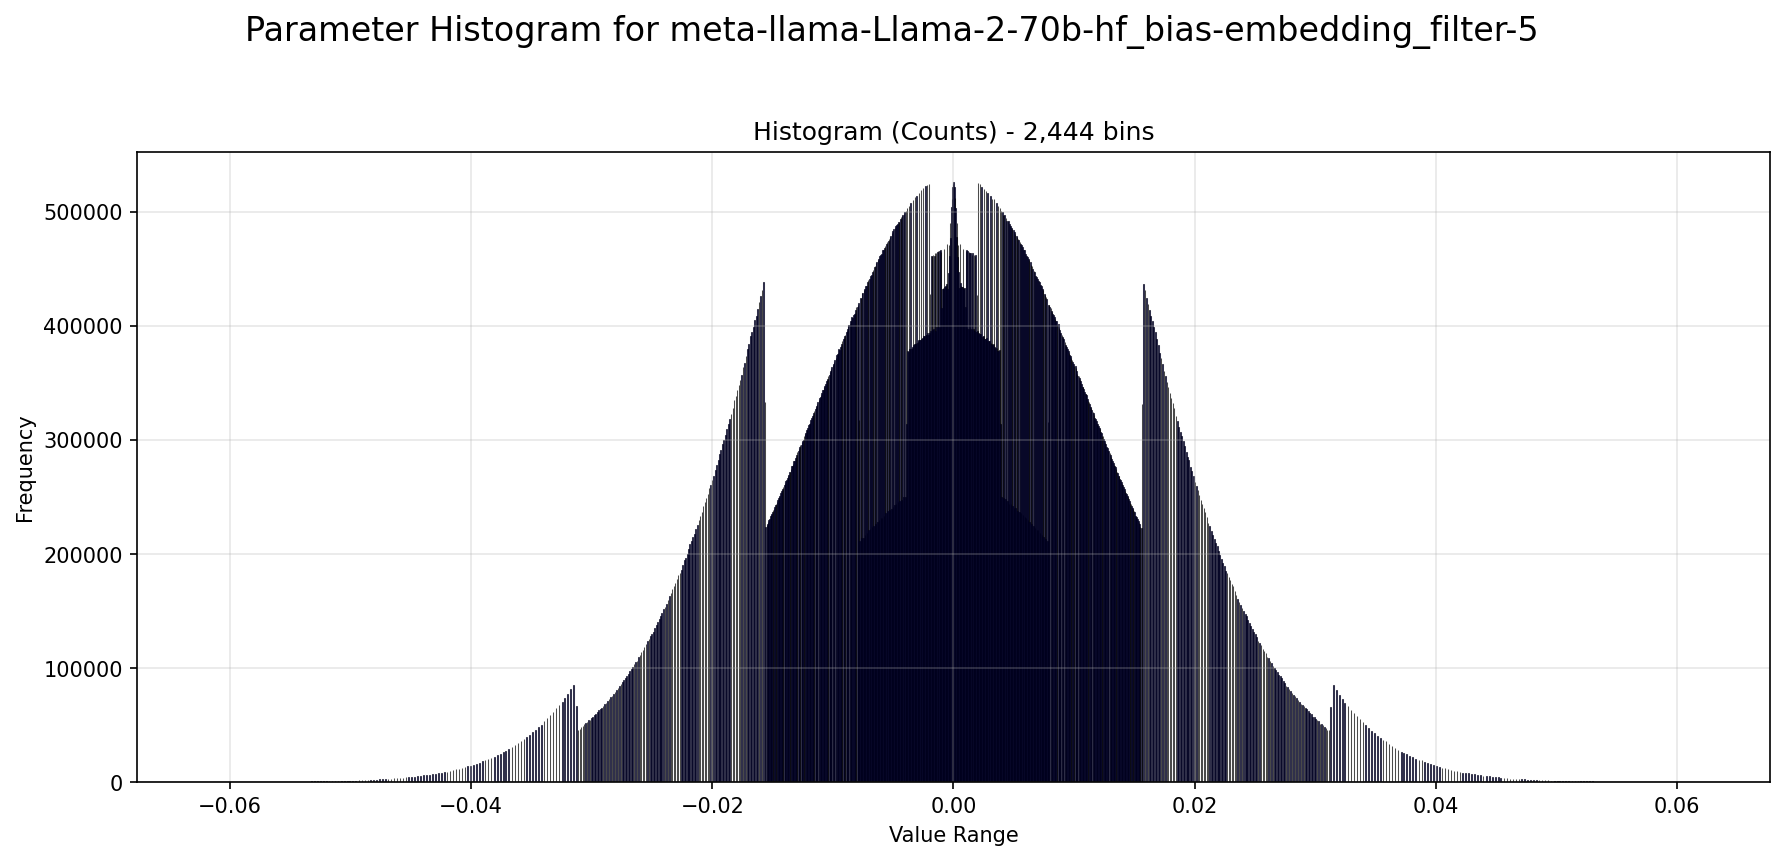 Parameter Histogram for meta-llama-Llama-2-70b-hf_bias-embedding_filter-5
Histogram (Counts) - 2,444 bins
500000
400000
300000
200000
100000
0
Frequency
−0.06 −0.04 −0.02 0.00 0.02 0.04 0.06
Value Range